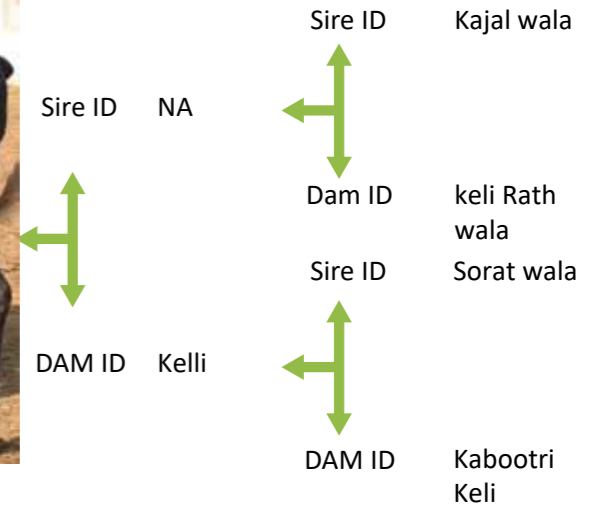 Sire ID Kajal wala
Sire ID NA
Dam ID keli Rath
wala
Sire ID Sorat wala
DAM ID Kelli
DAM ID Kabootri
Keli